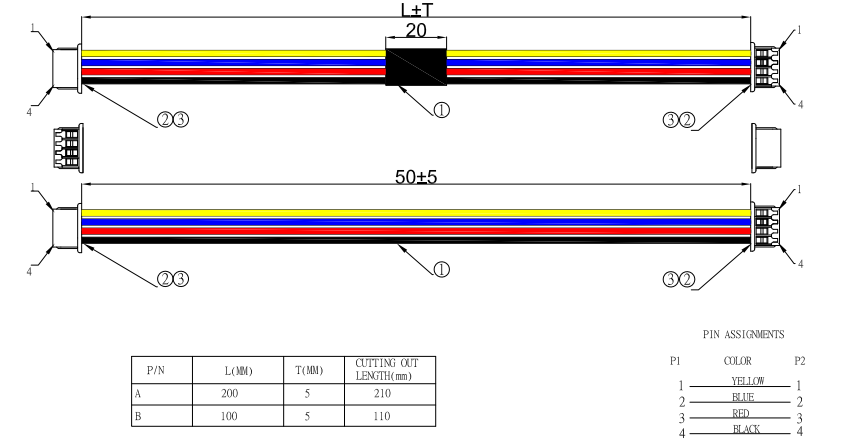 L±T
20
1
1
4
4
②③
①
③②
50±5
1
1
4
4
②③
①
③②
PIN ASSIGNMENTS
P1 COLOR P2
1 YELLOW 1
2 BLUE 2
3 RED 3
4 BLACK 4
P/N L(MM) T(MM) CUTTING OUT
LENGTH(mm)
A 200 5 210
B 100 5 110